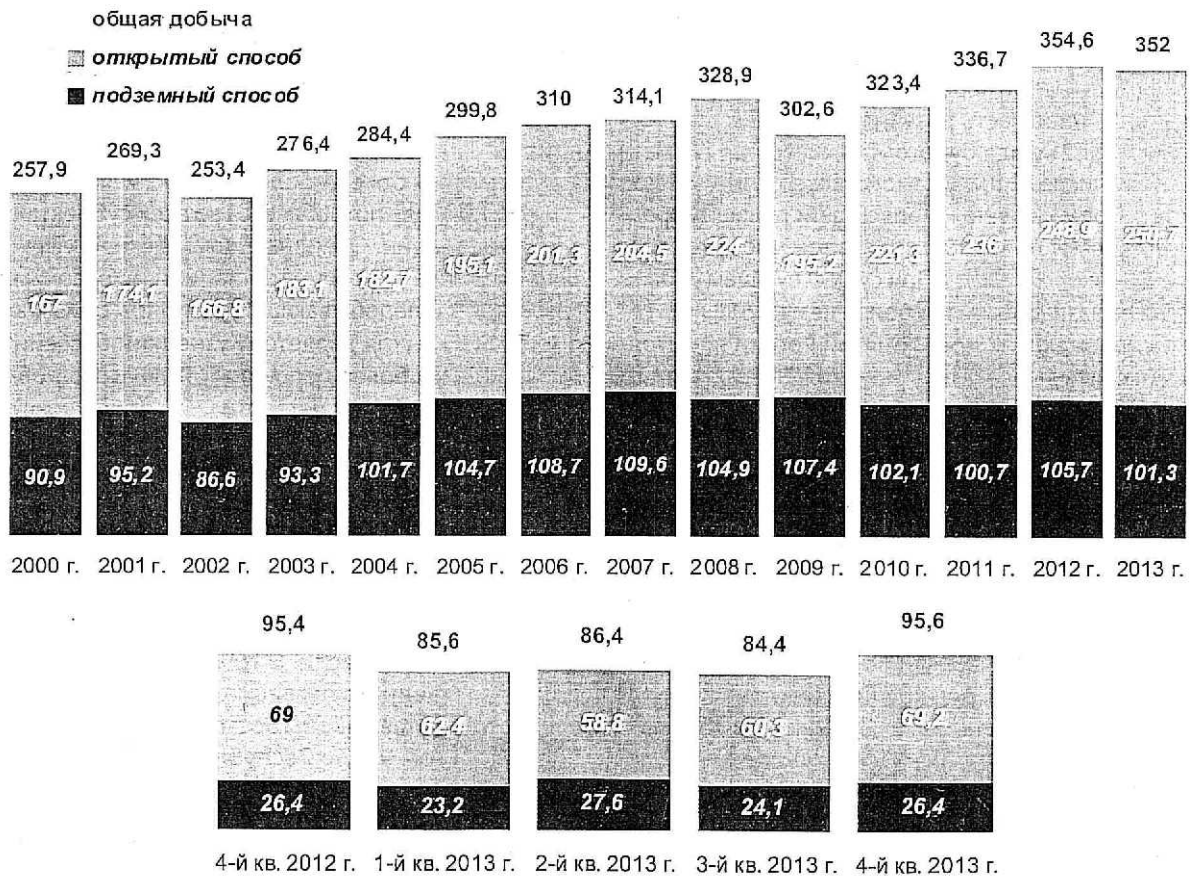 общая добыча
открытый способ
подземный способ
257,9 269,3 253,4 276,4 284,4 299,8 310 314,1 328,9 302,6 323,4 336,7 354,6 352
167 174,1 166,8 183,1 182,7 195,1 201,3 204,5 224 195,2 221,3 236 248,9 250,7
90,9 95,2 86,6 93,3 101,7 104,7 108,7 109,6 104,9 107,4 102,1 100,7 105,7 101,3
2000 г. 2001 г. 2002 г. 2003 г. 2004 г. 2005 г. 2006 г. 2007 г. 2008 г. 2009 г. 2010 г. 2011 г. 2012 г. 2013 г.
95,4 85,6 86,4 84,4 95,6
69 62,4 58,8 60,3 69,2
26,4 23,2 27,6 24,1 26,4
4-й кв. 2012 г. 1-й кв. 2013 г. 2-й кв. 2013 г. 3-й кв. 2013 г. 4-й кв. 2013 г.